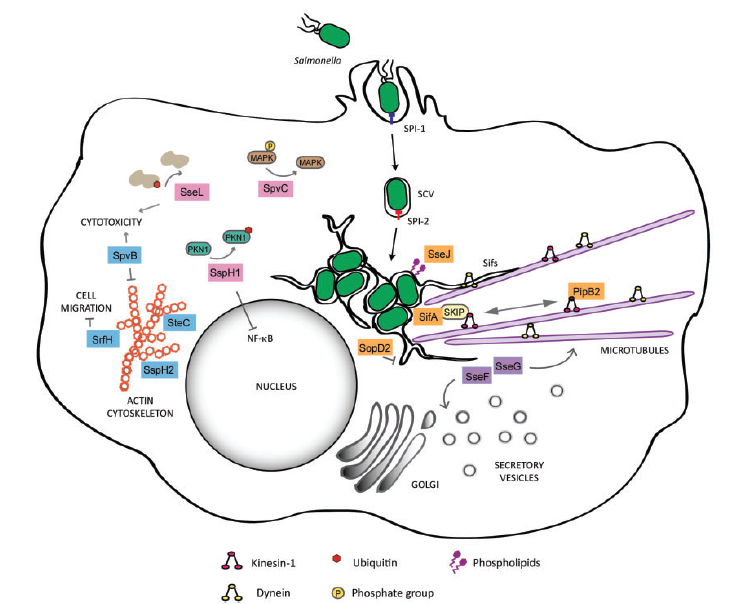 Salmonella
SPI-1
P
MAPK
MAPK
SpvC
SseL
SCV
SPI-2
CYTOTOXICITY
SpvB
PKN1
PKN1
SspH1
SseJ
Sifs
CELL
MIGRATION
SrfH
SteC
SspH2
ACTIN
CYTOSKELETON
NF-κB
NUCLEUS
SifA
SKIP
PipB2
SopD2
SseF
SseG
MICROTUBULES
GOLGI
SECRETORY
VESICLES
Kinesin-1
Ubiquitin
Phospholipids
Dynein
P
Phosphate group